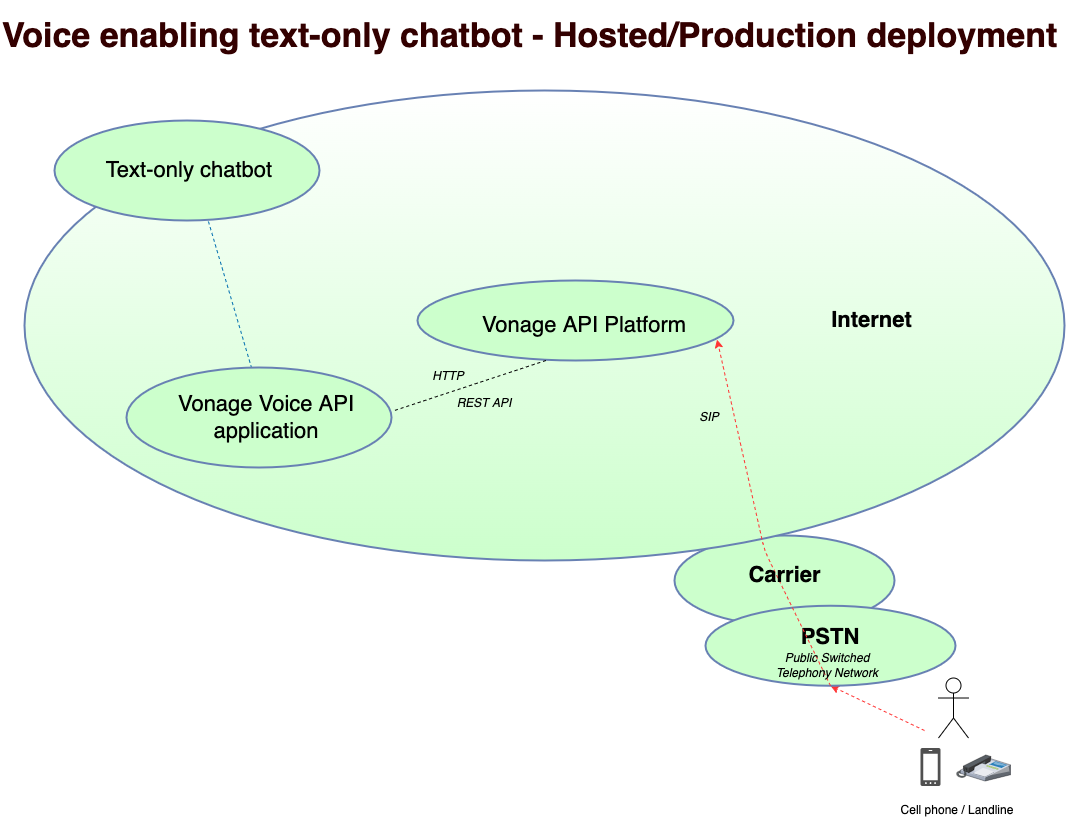 Voice enabling text-only chatbot - Hosted/Production deployment
Text-only chatbot
Vonage API Platform
Internet
HTTP
REST API
Vonage Voice API
application
SIP
Carrier
PSTN
Public Switched
Telephony Network
Cell phone / Landline